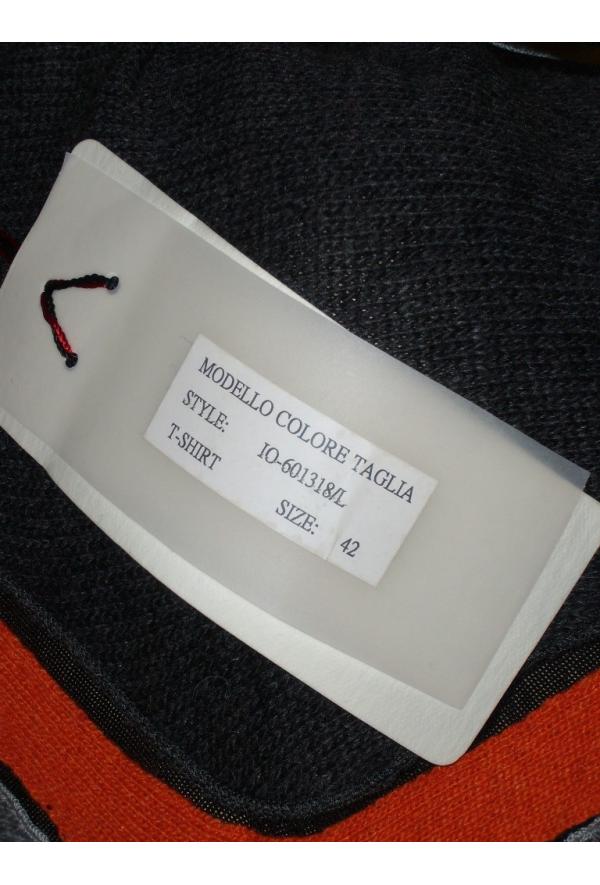 MODELLO COLORE TAGLIA
STYLE: IO-601318/L
T-SHIRT SIZE: 42